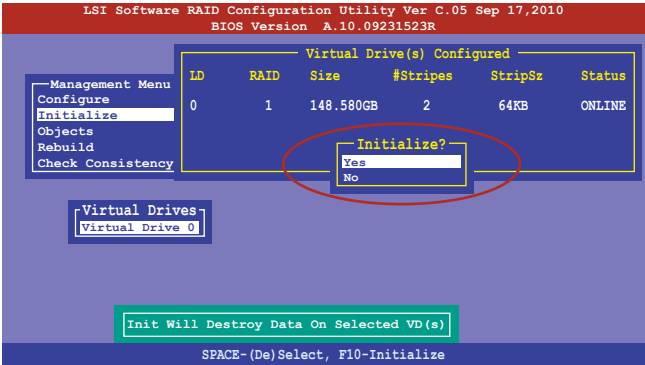 LSI Software RAID Configuration Utility Ver C.05 Sep 17,2010
BIOS Version A.10.09231523R
Virtual Drive(s) Configured
LD RAID Size #Stripes StripSz Status
0 1 148.580GB 2 64KB ONLINE
Management Menu
Configure
Initialize
Objects
Rebuild
Check Consistency
Initialize?
Yes
No
Virtual Drives
Virtual Drive 0
Init Will Destroy Data On Selected VD(s)
SPACE-(De)Select, F10-Initialize